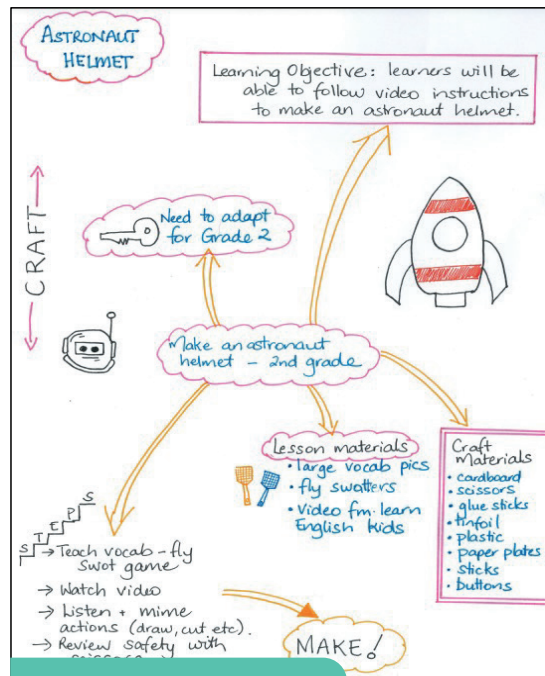 ASTRONAUT
HELMET
Learning Objective: learners will be
able to follow video instructions
to make an astronaut helmet.
CRAFT
Need to adapt
for Grade 2
Make an astronaut
helmet – 2nd grade
Lesson materials
• large vocab pics
• fly swatters
• Video fm. learn
English kids
Craft
Materials
• cardboard
• scissors
• glue sticks
• tinfoil
• plastic
• paper plates
• sticks
• buttons
STEPS
→ Teach vocab – fly
swot game
→ Watch video
→ Listen + mime
actions (draw, cut etc).
→ Review safety with
MAKE!